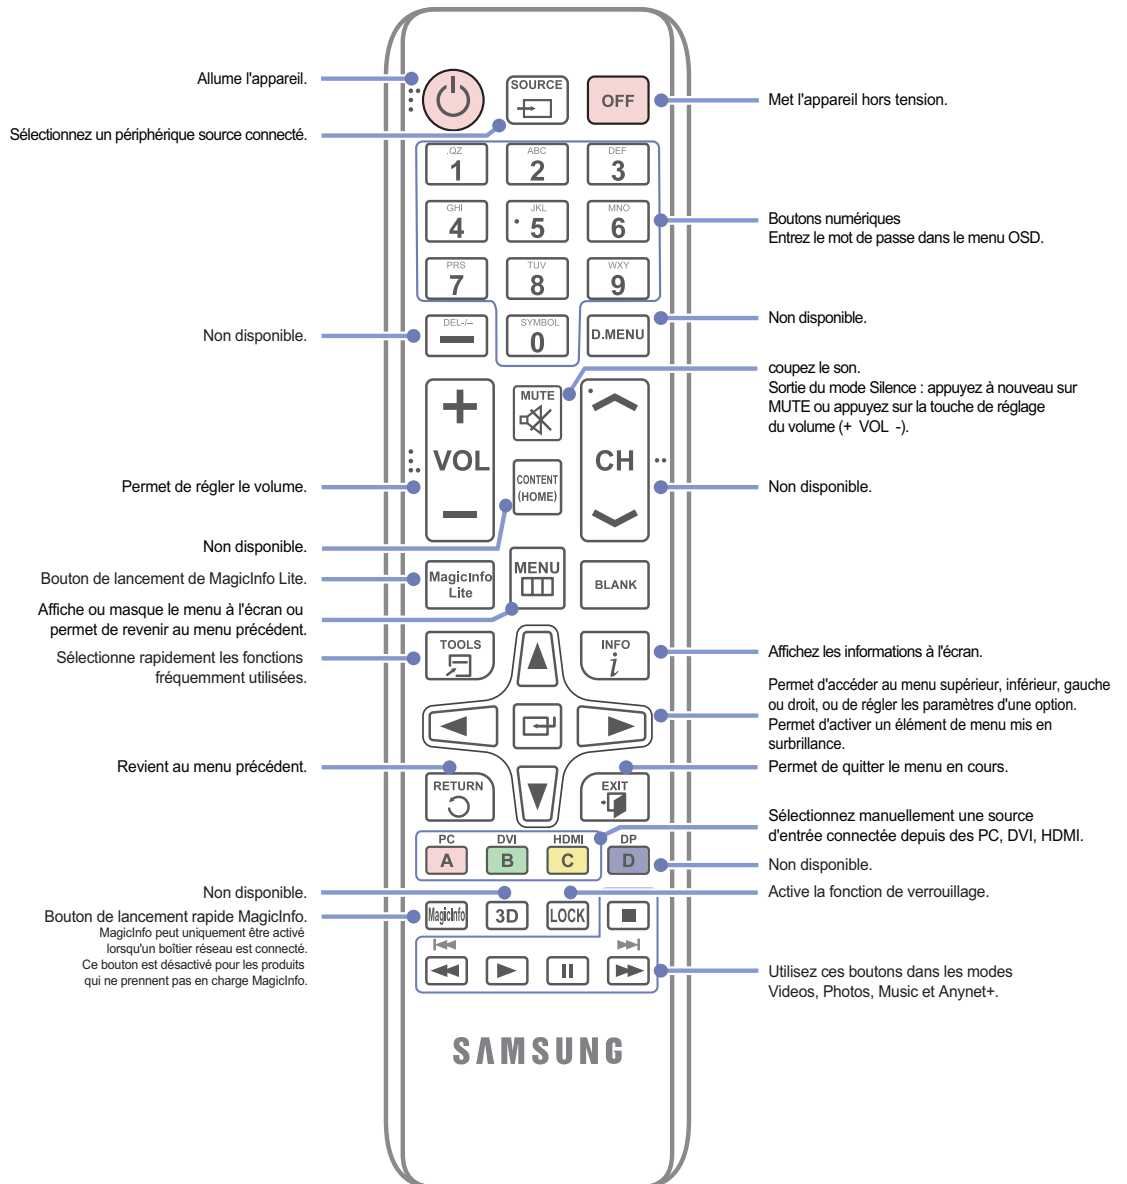 Allume l'appareil.
SOURCE
OFF
Met l'appareil hors tension.
Sélectionnez un périphérique source connecté.
.QZ
1
ABC
2
DEF
3
GHI
4
JKL
5
MNO
6
Boutons numériques
Entrez le mot de passe dans le menu OSD.
PRS
7
TUV
8
WXY
9
Non disponible.
DEL-/--
SYMBOL
0
D.MENU
Non disponible.
coupez le son.
Sortie du mode Silence : appuyez à nouveau sur
MUTE ou appuyez sur la touche de réglage
du volume (+ VOL -).
MUTE
VOL
CH
CONTENT
(HOME)
Permet de régler le volume.
Non disponible.
Non disponible.
Bouton de lancement de MagicInfo Lite.
MagicInfo
Lite
MENU
BLANK
Affiche ou masque le menu à l'écran ou
permet de revenir au menu précédent.
Sélectionne rapidement les fonctions
fréquemment utilisées.
TOOLS
INFO
i
Affichez les informations à l'écran.
Permet d'accéder au menu supérieur, inférieur, gauche
ou droit, ou de régler les paramètres d'une option.
Permet d'activer un élément de menu mis en
surbrillance.
Revient au menu précédent.
RETURN
EXIT
Permet de quitter le menu en cours.
Sélectionnez manuellement une source
d'entrée connectée depuis des PC, DVI, HDMI.
PC
DVI
HDMI
DP
A
B
C
D
Non disponible.
Non disponible.
Active la fonction de verrouillage.
Bouton de lancement rapide MagicInfo.
MagicInfo peut uniquement être activé
lorsqu'un boîtier réseau est connecté.
Ce bouton est désactivé pour les produits
qui ne prennent pas en charge MagicInfo.
MagicInfo
3D
LOCK
Utilisez ces boutons dans les modes
Videos, Photos, Music et Anynet+.
SAMSUNG